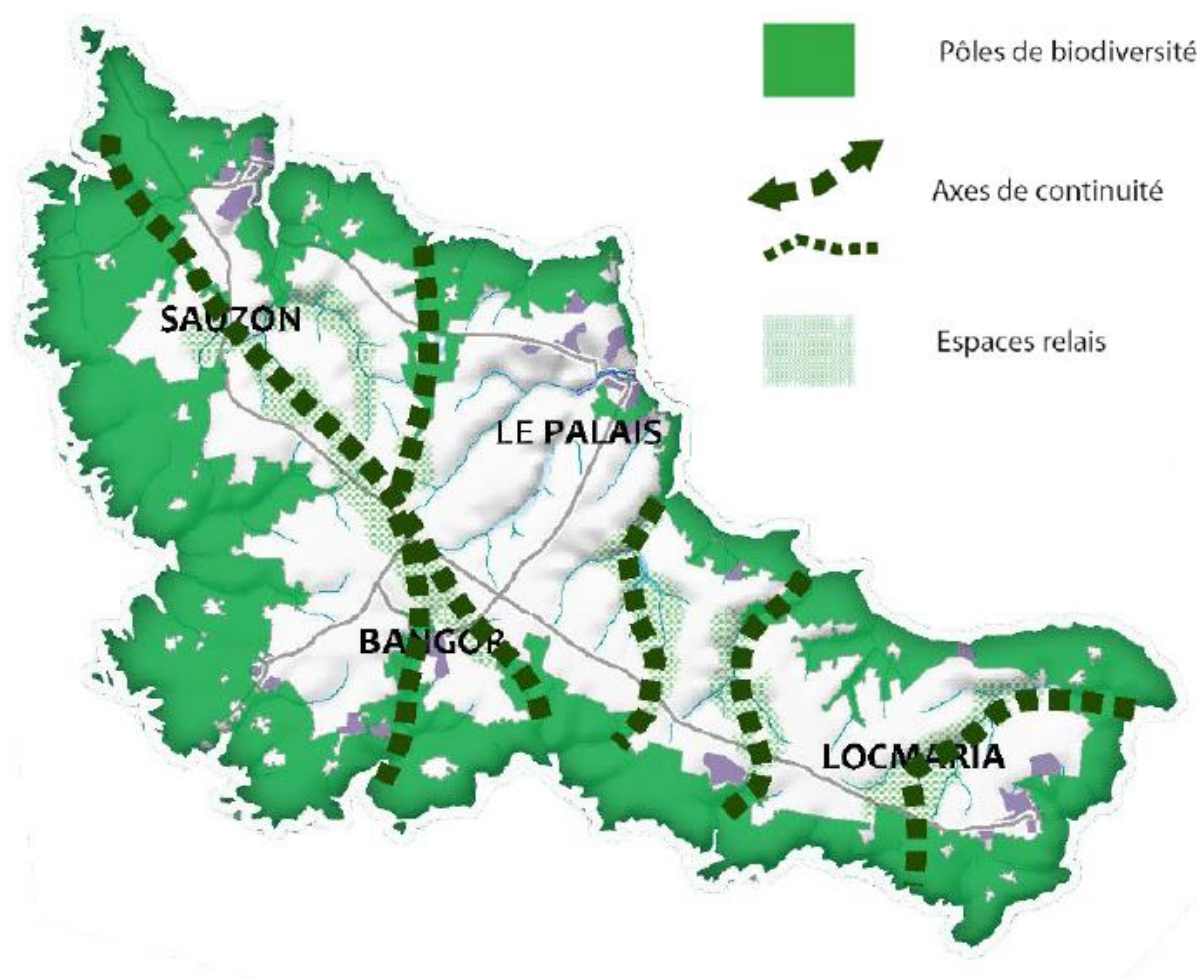 Pôles de biodiversité
Axes de continuité
Espaces relais
SAUZON
LE PALAIS
BANGOR
LOCMARIA